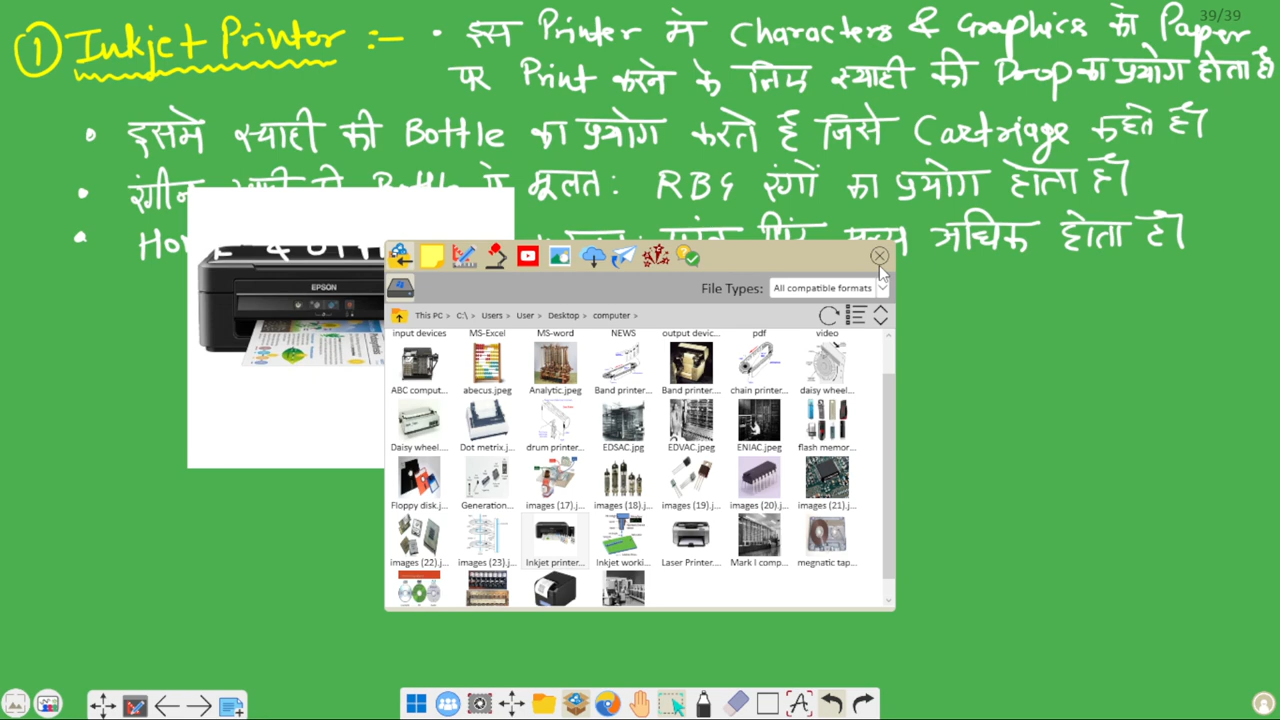 39/39
① Inkjet Printer :– • इस Printer मे Characters & Graphics को Paper
पर Print करने के लिए स्याही की Drop का प्रयोग होता है।
• इसमे स्याही की Bottle का प्रयोग करते है जिसे Cartriage कहते है।
• रंगीन Bottle मे मूलत: RBG रंगों का प्रयोग होता है।
• अधिक होता है।
EPSON
File Types: All compatible formats
This PC > C:\ > Users > User > Desktop > computer >
input devices MS-Excel MS-word NEWS output devic... pdf video
ABC comput... abecus.jpeg Analytic.jpeg Band printer... Band printer.... chain printer... daisy wheel...
Daisy wheel.... Dot metrix.j... drum printer... EDSAC.jpg EDVAC.jpeg ENIAC.jpeg flash memor...
Floppy disk.j... Generation... images (17).j... images (18).j... images (19).j... images (20).j... images (21).j...
images (22).j... images (23).j... Inkjet printer... Inkjet worki... Laser Printer.... Mark I comp... megnatic tap...